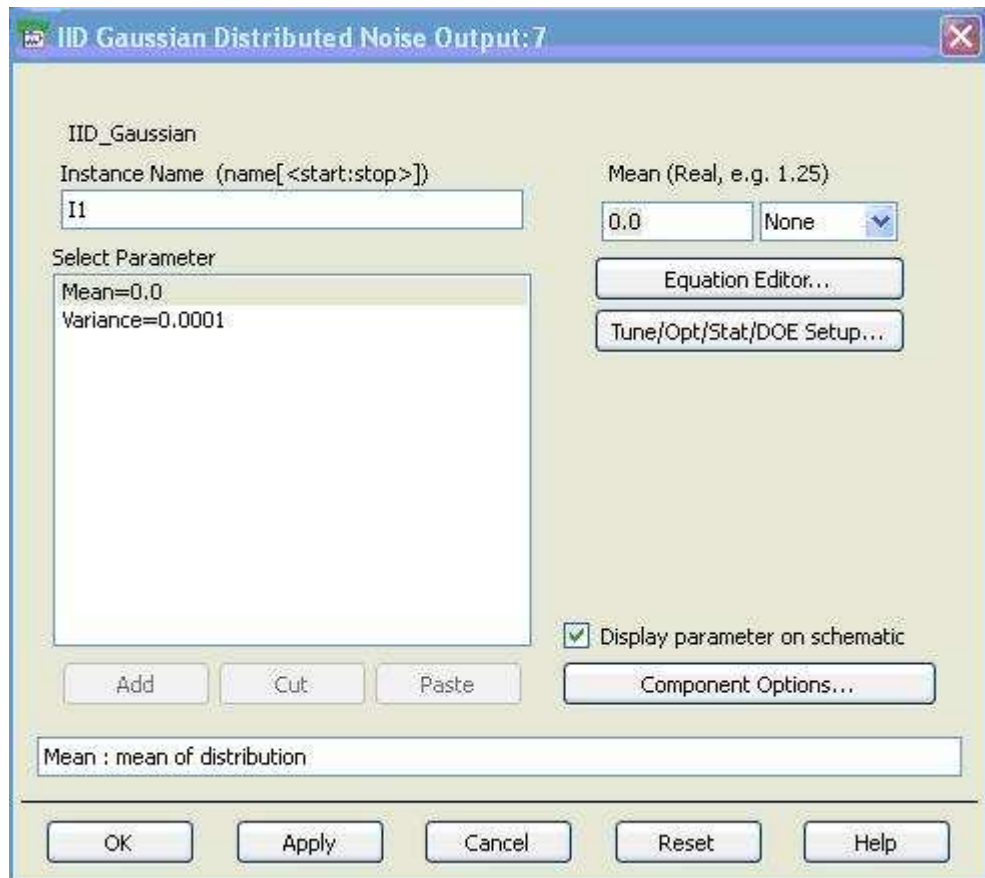 IID Gaussian Distributed Noise Output:7
IID_Gaussian
Instance Name (name[<start:stop>])
I1
Select Parameter
Mean=0.0
Variance=0.0001
Add Cut Paste
Mean (Real, e.g. 1.25)
0.0 None
Equation Editor...
Tune/Opt/Stat/DOE Setup...
Display parameter on schematic
Component Options...
Mean : mean of distribution
OK Apply Cancel Reset Help